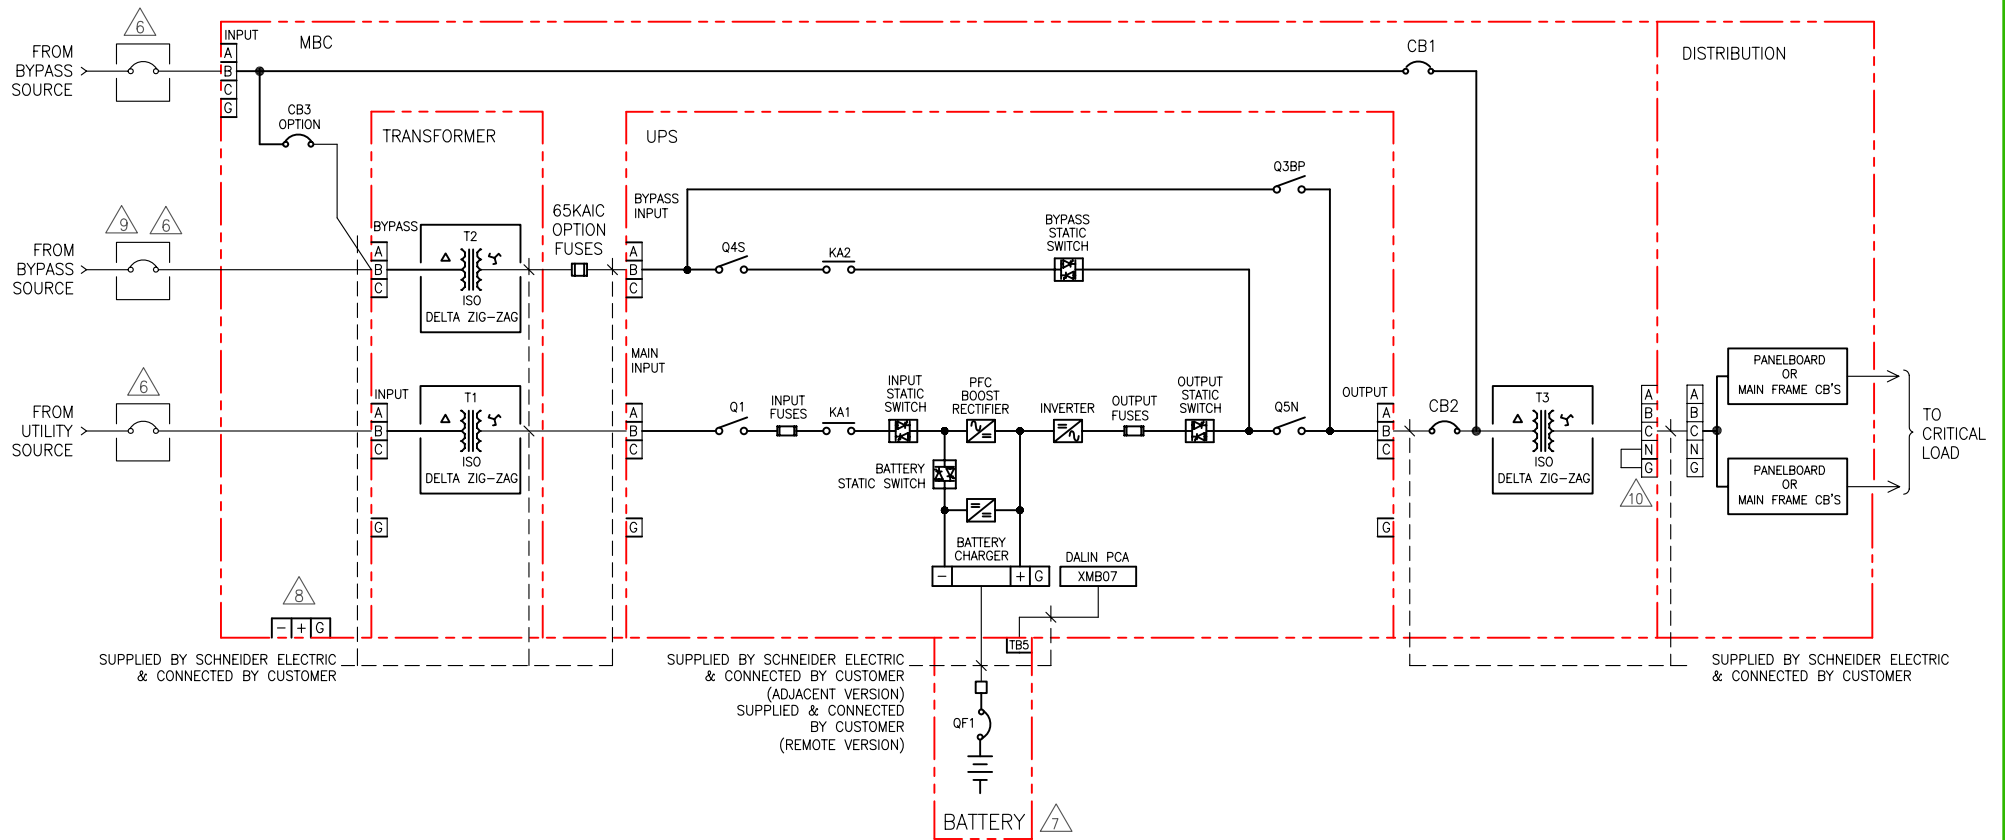 6
FROM
BYPASS
SOURCE
INPUT
A
B
C
G
MBC
CB3
OPTION
CB1
DISTRIBUTION
TRANSFORMER
UPS
9
6
FROM
BYPASS
SOURCE
BYPASS
A
B
C
T2
ISO
DELTA ZIG-ZAG
65KAIC
OPTION
FUSES
BYPASS
INPUT
A
B
C
Q4S
KA2
BYPASS
STATIC
SWITCH
Q3BP
6
FROM
UTILITY
SOURCE
INPUT
A
B
C
G
T1
ISO
DELTA ZIG-ZAG
MAIN
INPUT
A
B
C
G
Q1
INPUT
FUSES
KA1
INPUT
STATIC
SWITCH
PFC
BOOST
RECTIFIER
INVERTER
OUTPUT
FUSES
OUTPUT
STATIC
SWITCH
Q5N
OUTPUT
A
B
C
G
BATTERY
STATIC SWITCH
BATTERY
CHARGER
- + G
DALIN PCA
XMB07
CB2
T3
ISO
DELTA ZIG-ZAG
A
B
C
N
G
10
A
B
C
N
G
PANELBOARD
OR
MAIN FRAME CB'S
PANELBOARD
OR
MAIN FRAME CB'S
TO
CRITICAL
LOAD
8
- + G
SUPPLIED BY SCHNEIDER ELECTRIC
& CONNECTED BY CUSTOMER
SUPPLIED BY SCHNEIDER ELECTRIC
& CONNECTED BY CUSTOMER
(ADJACENT VERSION)
SUPPLIED & CONNECTED
BY CUSTOMER
(REMOTE VERSION)
TB5
QF1
BATTERY
7
SUPPLIED BY SCHNEIDER ELECTRIC
& CONNECTED BY CUSTOMER